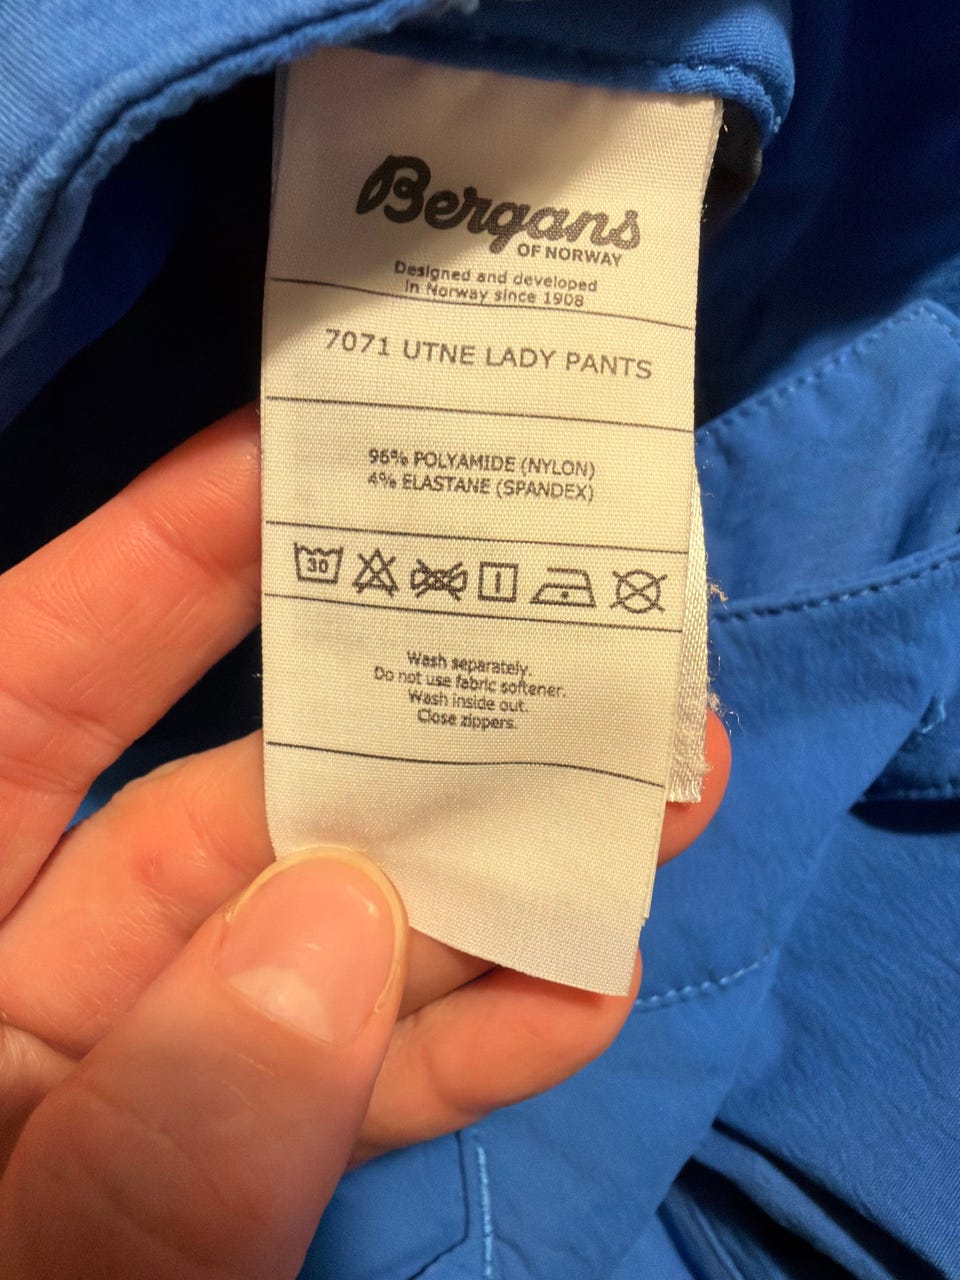 Bergans
OF NORWAY
Designed and developed
in Norway since 1908
7071 UTNE LADY PANTS
96% POLYAMIDE (NYLON)
4% ELASTANE (SPANDEX)
30
Wash separately.
Do not use fabric softener.
Wash inside out.
Close zippers.